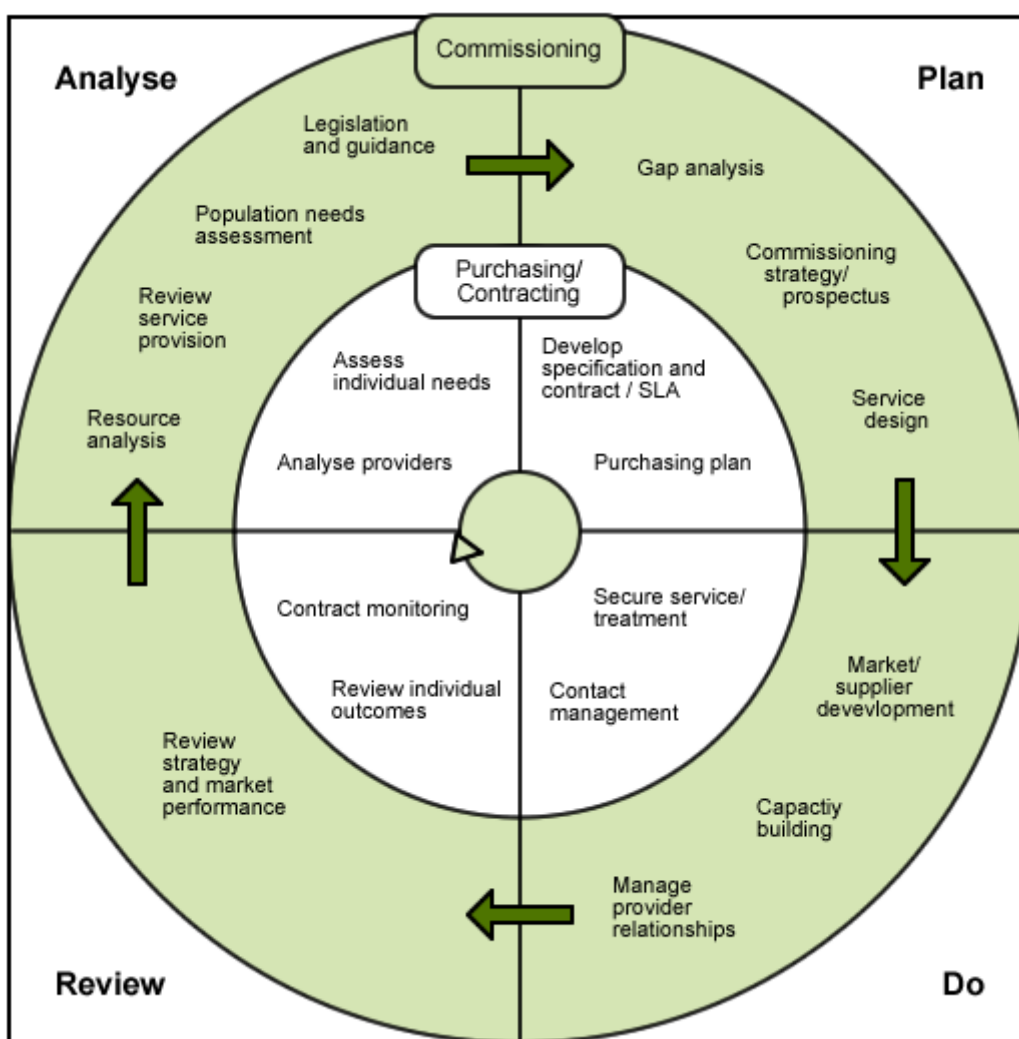 Commissioning
Analyse
Plan
Legislation
and guidance
Gap analysis
Population needs
assessment
Commissioning
strategy/
prospectus
Purchasing/
Contracting
Review
service
provision
Assess
individual needs
Develop
specification and
contract / SLA
Resource
analysis
Service
design
Analyse providers
Purchasing plan
Contract monitoring
Secure service/
treatment
Review individual
outcomes
Contact
management
Market/
supplier
devevlopment
Review
strategy
and market
performance
Capactiy
building
Manage
provider
relationships
Review
Do